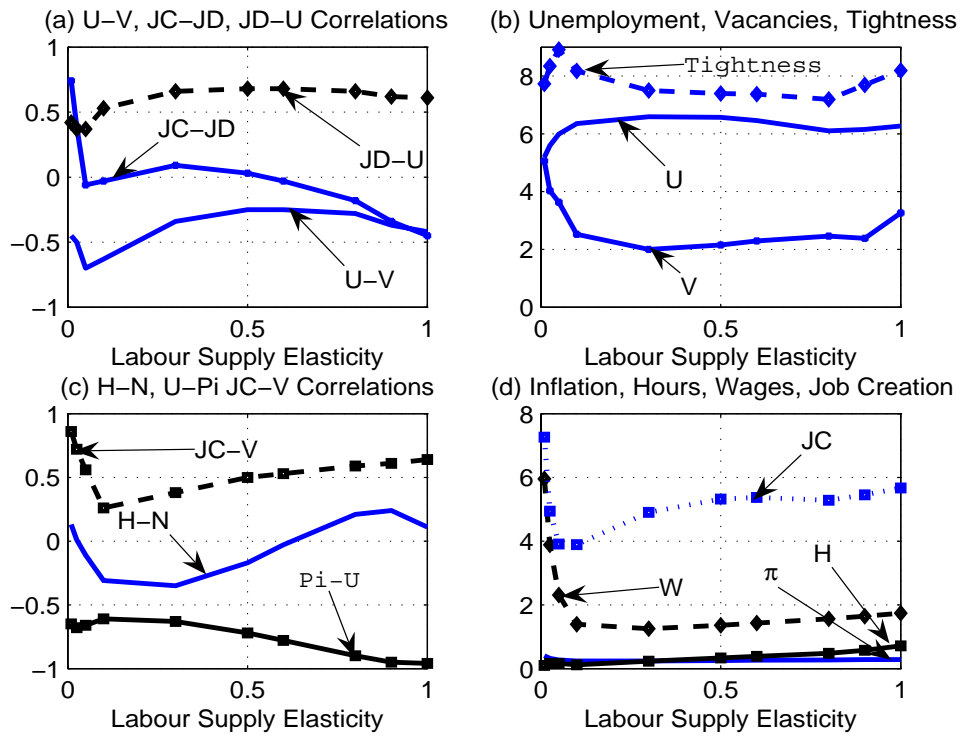 (a) U−V, JC−JD, JD−U Correlations
1
0.5
0
−0.5
−1
JC−JD
JD−U
U−V
0
0.5
1
Labour Supply Elasticity
(b) Unemployment, Vacancies, Tightness
8
6
4
2
0
Tightness
U
V
0
0.5
1
Labour Supply Elasticity
(c) H−N, U−Pi JC−V Correlations
1
0.5
0
−0.5
−1
JC−V
H−N
Pi−U
0
0.5
1
Labour Supply Elasticity
(d) Inflation, Hours, Wages, Job Creation
8
6
4
2
0
JC
H
π
W
0
0.5
1
Labour Supply Elasticity